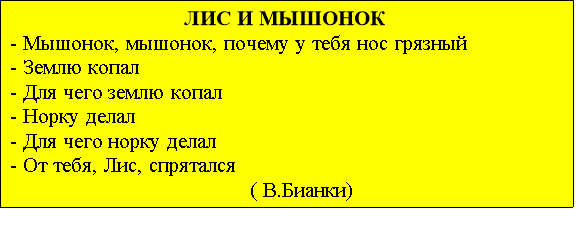 ЛИС И МЫШОНОК
- Мышонок, мышонок, почему у тебя нос грязный
- Землю копал
- Для чего землю копал
- Норку делал
- Для чего норку делал
- От тебя, Лис, спрятался
( В.Бианки)